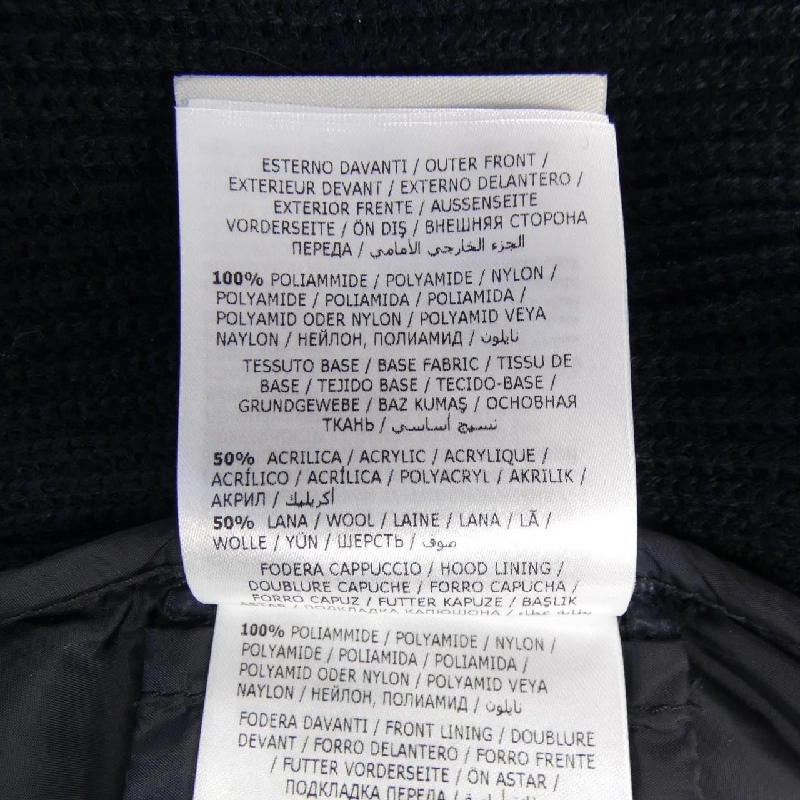 ESTERNO DAVANTI / OUTER FRONT /
EXTERIEUR DEVANT / EXTERNO DELANTERO /
EXTERIOR FRENTE / AUSSENSEITE
VORDERSEITE / ÖN DIŞ / ВНЕШНЯЯ СТОРОНА
ПЕРЕДА / الجزء الخارجي الأمامي
100% POLIAMMIDE / POLYAMIDE / NYLON /
POLYAMIDE / POLIAMIDA / POLIAMIDA /
POLYAMID ODER NYLON / POLYAMID VEYA
NAYLON / НЕЙЛОН, ПОЛИАМИД / نايلون
TESSUTO BASE / BASE FABRIC / TISSU DE
BASE / TEJIDO BASE / TECIDO-BASE /
GRUNDGEWEBE / BAZ KUMAŞ / ОСНОВНАЯ
ТКАНЬ / نسيج أساسي
50% ACRILICA / ACRYLIC / ACRYLIQUE /
ACRÍLICO / ACRÍLICA / POLYACRYL / AKRILIK /
АКРИЛ / أكريليك
50% LANA / WOOL / LAINE / LANA / LÃ /
WOLLE / YÜN / ШЕРСТЬ / صوف
FODERA CAPPUCCIO / HOOD LINING /
DOUBLURE CAPUCHE / FORRO CAPUCHA /
FORRO CAPUZ / FUTTER KAPUZE / BAŞLIK
ASTAR / ПОДКЛАДКА КАПЮШОНА /
100% POLIAMMIDE / POLYAMIDE / NYLON /
POLYAMIDE / POLIAMIDA / POLIAMIDA /
POLYAMID ODER NYLON / POLYAMID VEYA
NAYLON / НЕЙЛОН, ПОЛИАМИД / نايلون
FODERA DAVANTI / FRONT LINING / DOUBLURE
DEVANT / FORRO DELANTERO / FORRO FRENTE
/ FUTTER VORDERSEITE / ÖN ASTAR /
ПОДКЛАДКА ПЕРЕДА /